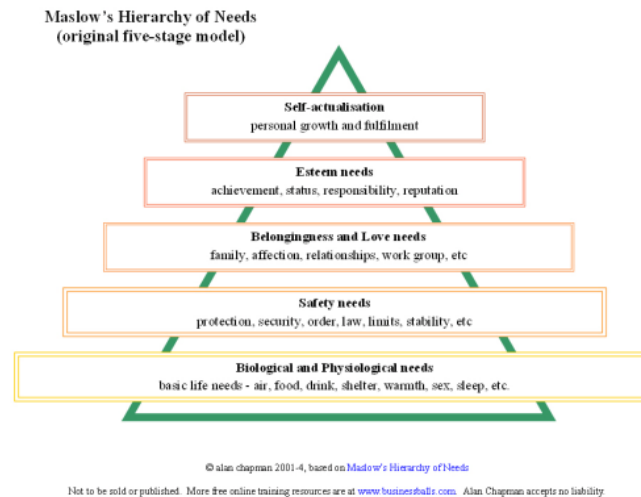 Maslow's Hierarchy of Needs
(original five-stage model)
Self-actualisation
personal growth and fulfilment
Esteem needs
achievement, status, responsibility, reputation
Belongingness and Love needs
family, affection, relationships, work group, etc
Safety needs
protection, security, order, law, limits, stability, etc
Biological and Physiological needs
basic life needs - air, food, drink, shelter, warmth, sex, sleep, etc.
© alan chapman 2001-4, based on Maslow's Hierarchy of Needs
Not to be sold or published. More free online training resources are at www.businessballs.com. Alan Chapman accepts no liability.